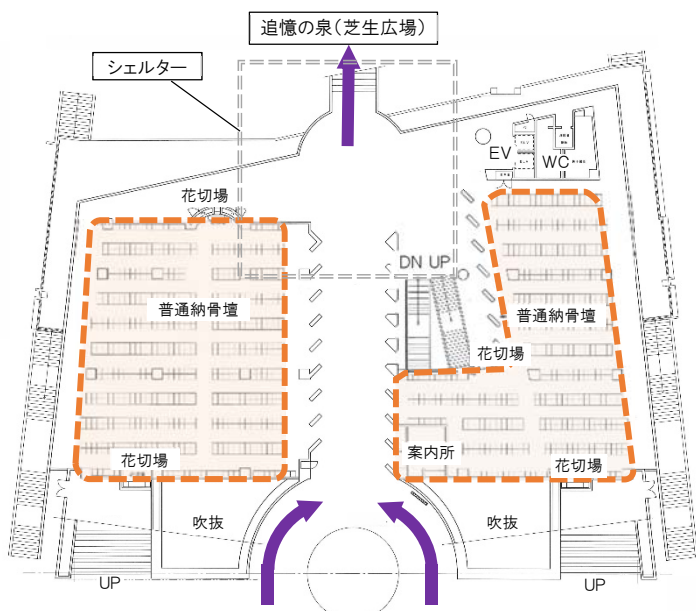 追憶の泉(芝生広場)
シェルター
EV
WC
花切場
DN UP
普通納骨壇
普通納骨壇
花切場
案内所
花切場
花切場
吹抜
吹抜
UP
UP